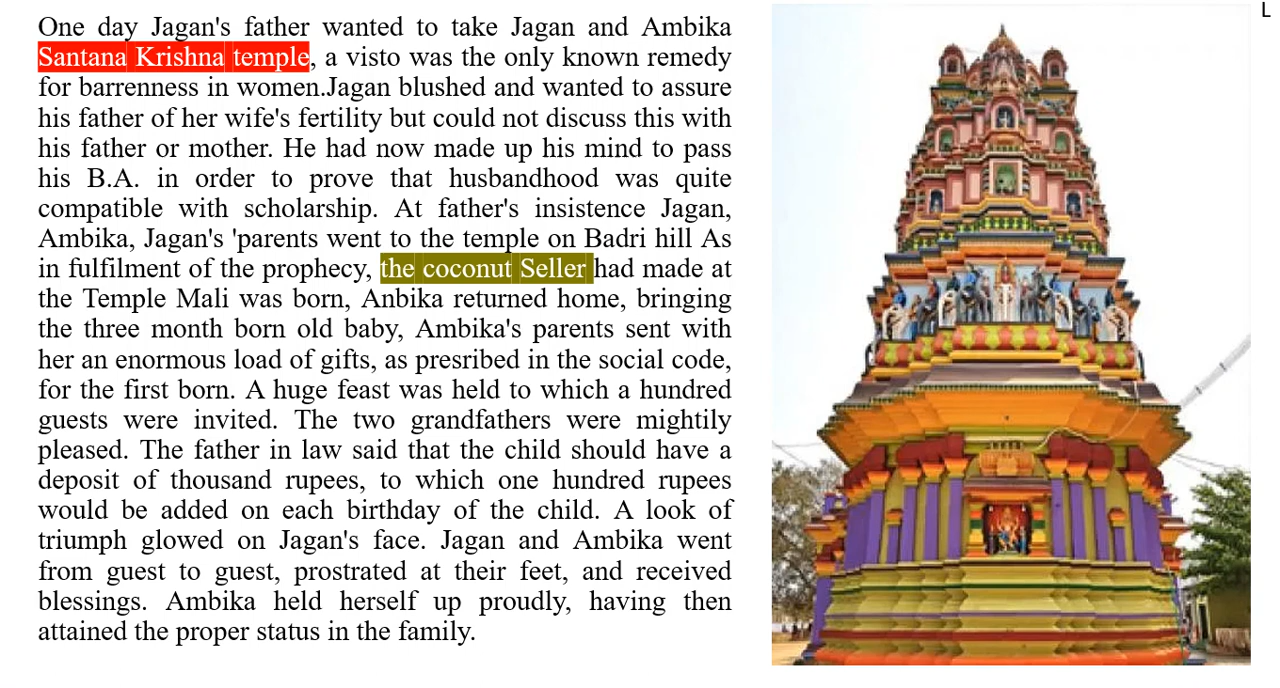 One day Jagan's father wanted to take Jagan and Ambika
Santana Krishna temple, a visto was the only known remedy
for barrenness in women.Jagan blushed and wanted to assure
his father of her wife's fertility but could not discuss this with
his father or mother. He had now made up his mind to pass
his B.A. in order to prove that husbandhood was quite
compatible with scholarship. At father's insistence Jagan,
Ambika, Jagan's 'parents went to the temple on Badri hill As
in fulfilment of the prophecy, the coconut Seller had made at
the Temple Mali was born, Anbika returned home, bringing
the three month born old baby, Ambika's parents sent with
her an enormous load of gifts, as presribed in the social code,
for the first born. A huge feast was held to which a hundred
guests were invited. The two grandfathers were mightily
pleased. The father in law said that the child should have a
deposit of thousand rupees, to which one hundred rupees
would be added on each birthday of the child. A look of
triumph glowed on Jagan's face. Jagan and Ambika went
from guest to guest, prostrated at their feet, and received
blessings. Ambika held herself up proudly, having then
attained the proper status in the family.
L